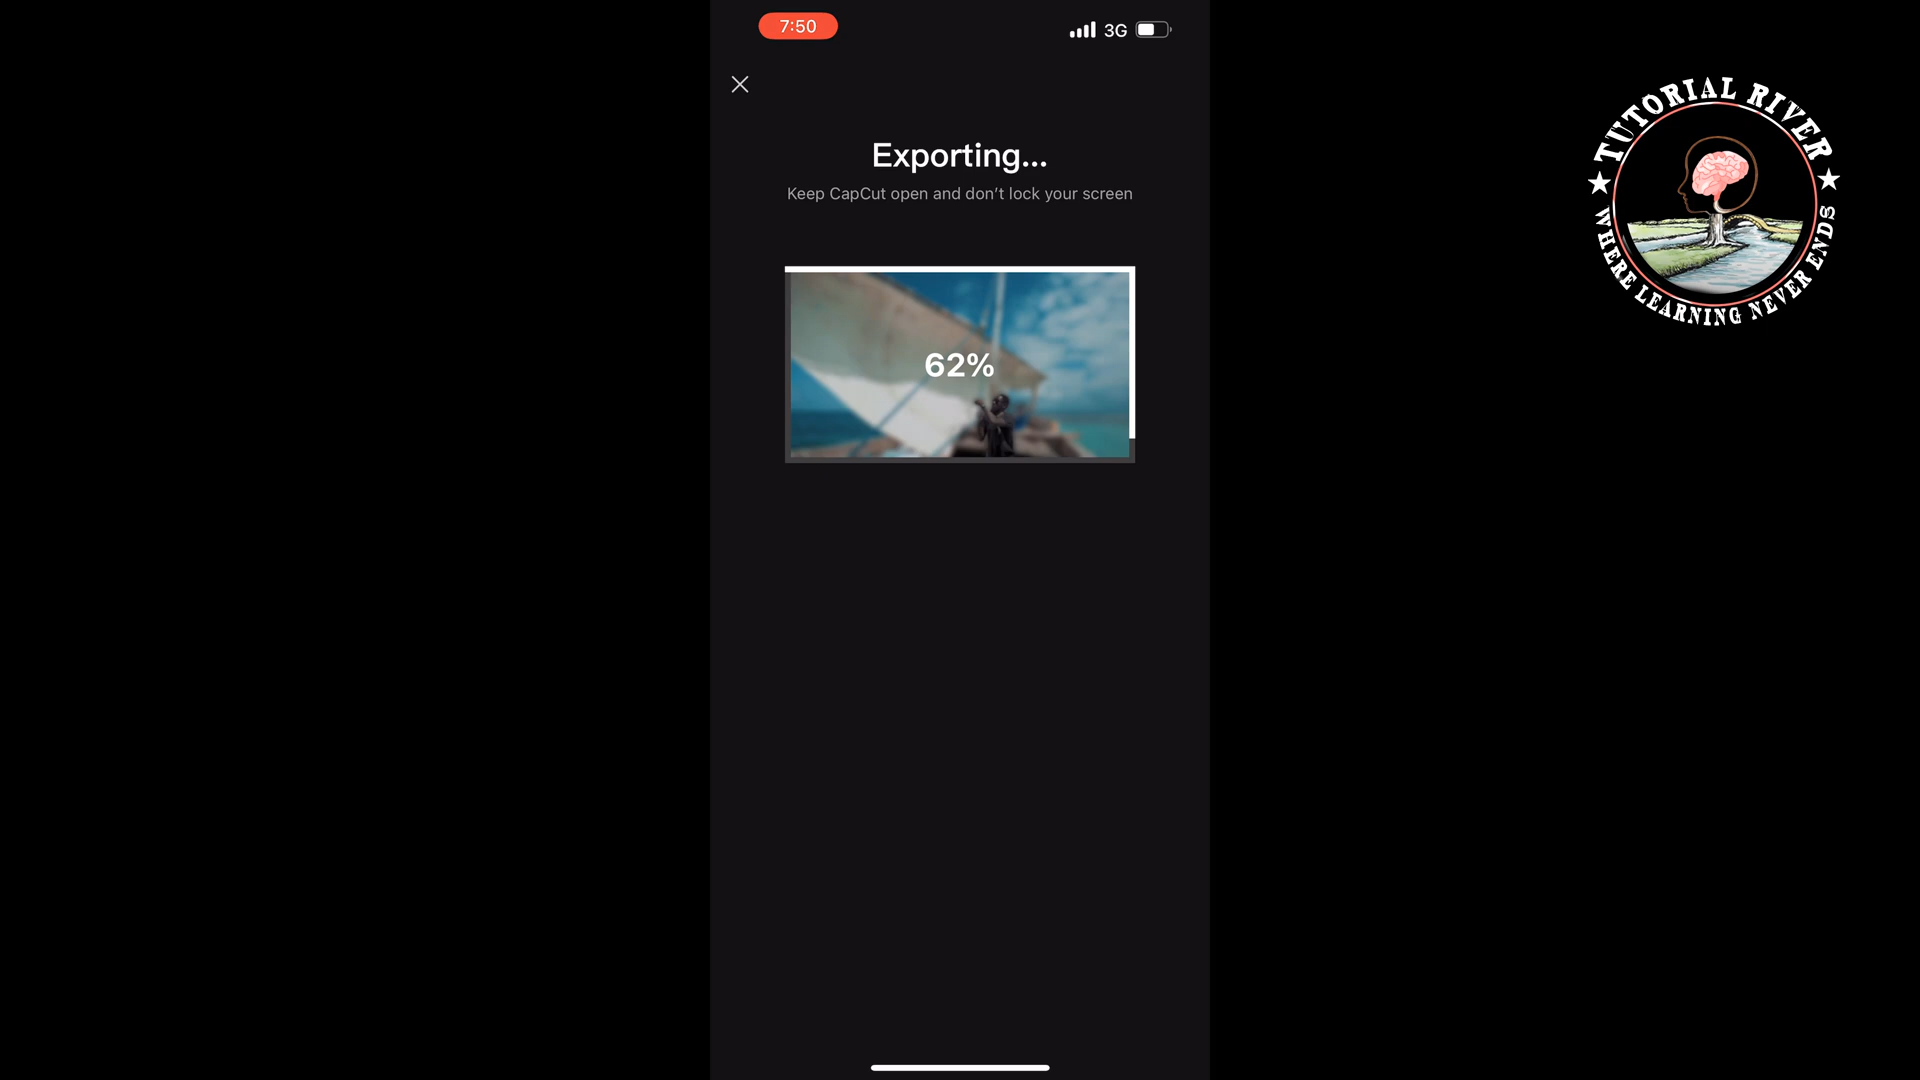 7:50
3G
Exporting...
Keep CapCut open and don't lock your screen
62%
TUTORIAL RIVER
WHERE LEARNING NEVER ENDS